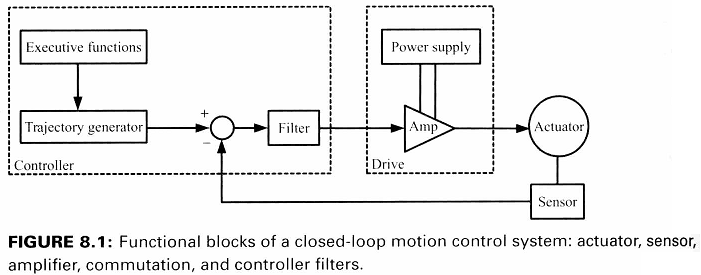 Executive functions
Power supply
Trajectory generator
+
−
Filter
Amp
Actuator
Controller
Drive
Sensor
FIGURE 8.1: Functional blocks of a closed-loop motion control system: actuator, sensor,
amplifier, commutation, and controller filters.